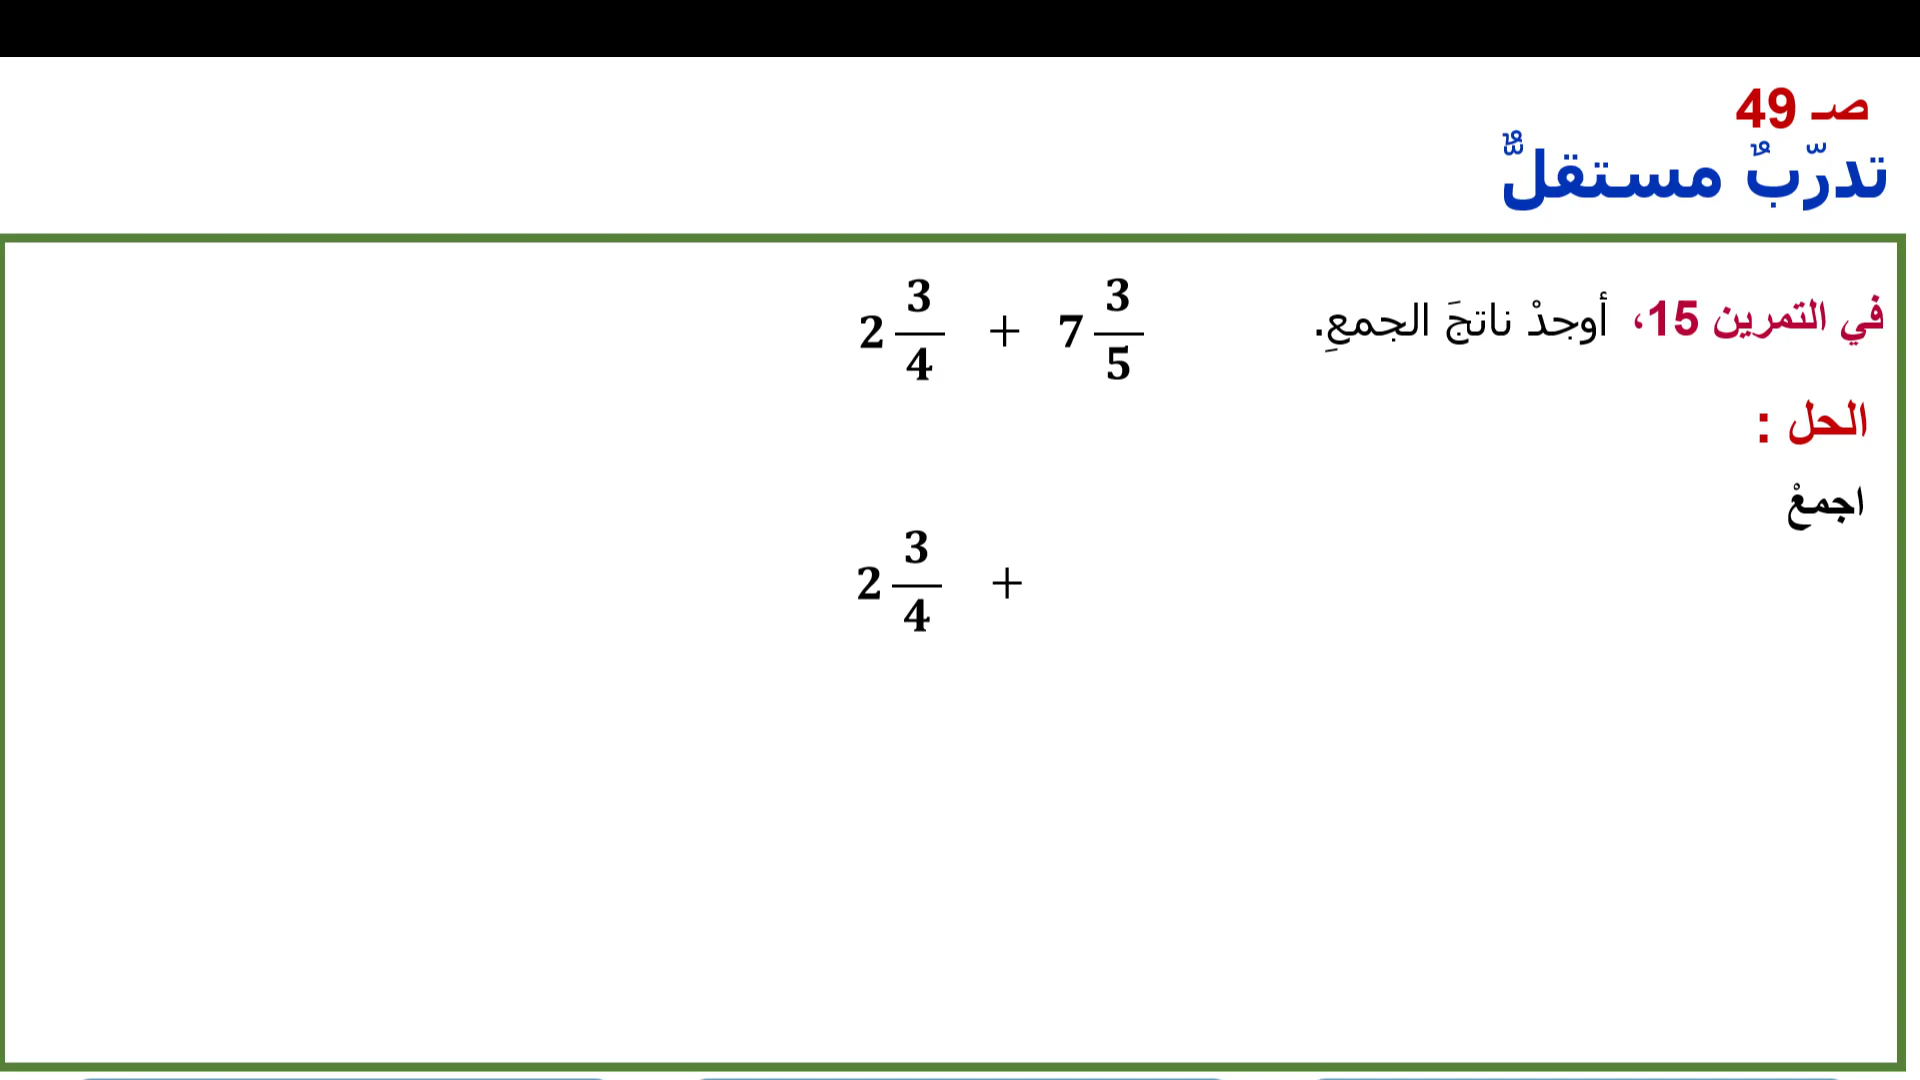 صـ 49
تدرّبٌ مستقلٌّ
في التمرين 15، أوجدْ ناتجَ الجمعِ. 2 3/4 + 7 3/5
الحل :
اجمعْ
2 3/4 +